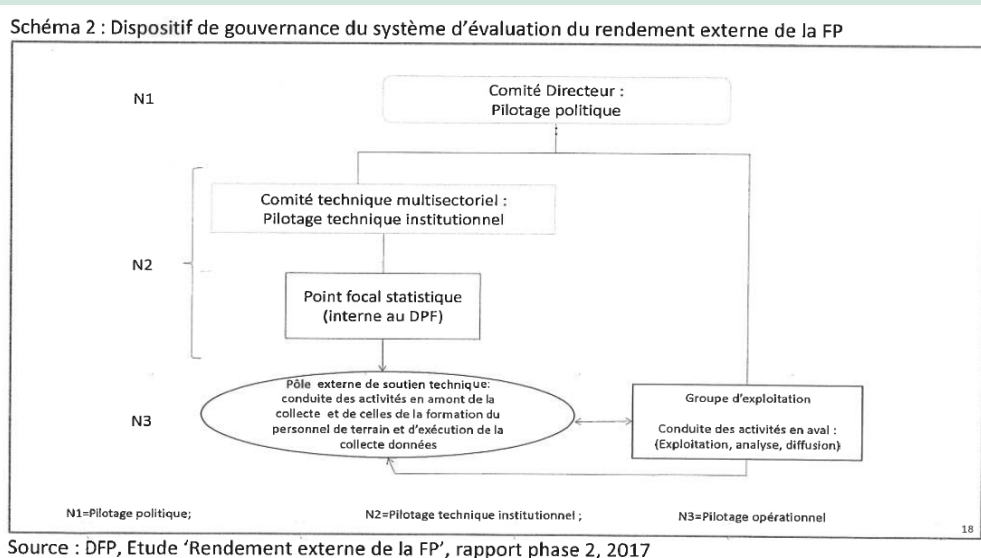 Schéma 2 : Dispositif de gouvernance du système d'évaluation du rendement externe de la FP
N1
Comité Directeur :
Pilotage politique
Comité technique multisectoriel :
Pilotage technique institutionnel
N2
Point focal statistique
(interne au DPF)
Pôle externe de soutien technique:
conduite des activités en amont de la
collecte et de celles de la formation du
personnel de terrain et d'exécution de la
collecte données
N3
Groupe d'exploitation
Conduite des activités en aval :
(Exploitation, analyse, diffusion)
N1=Pilotage politique;
N2=Pilotage technique institutionnel ;
N3=Pilotage opérationnel
18
Source : DFP, Etude 'Rendement externe de la FP', rapport phase 2, 2017